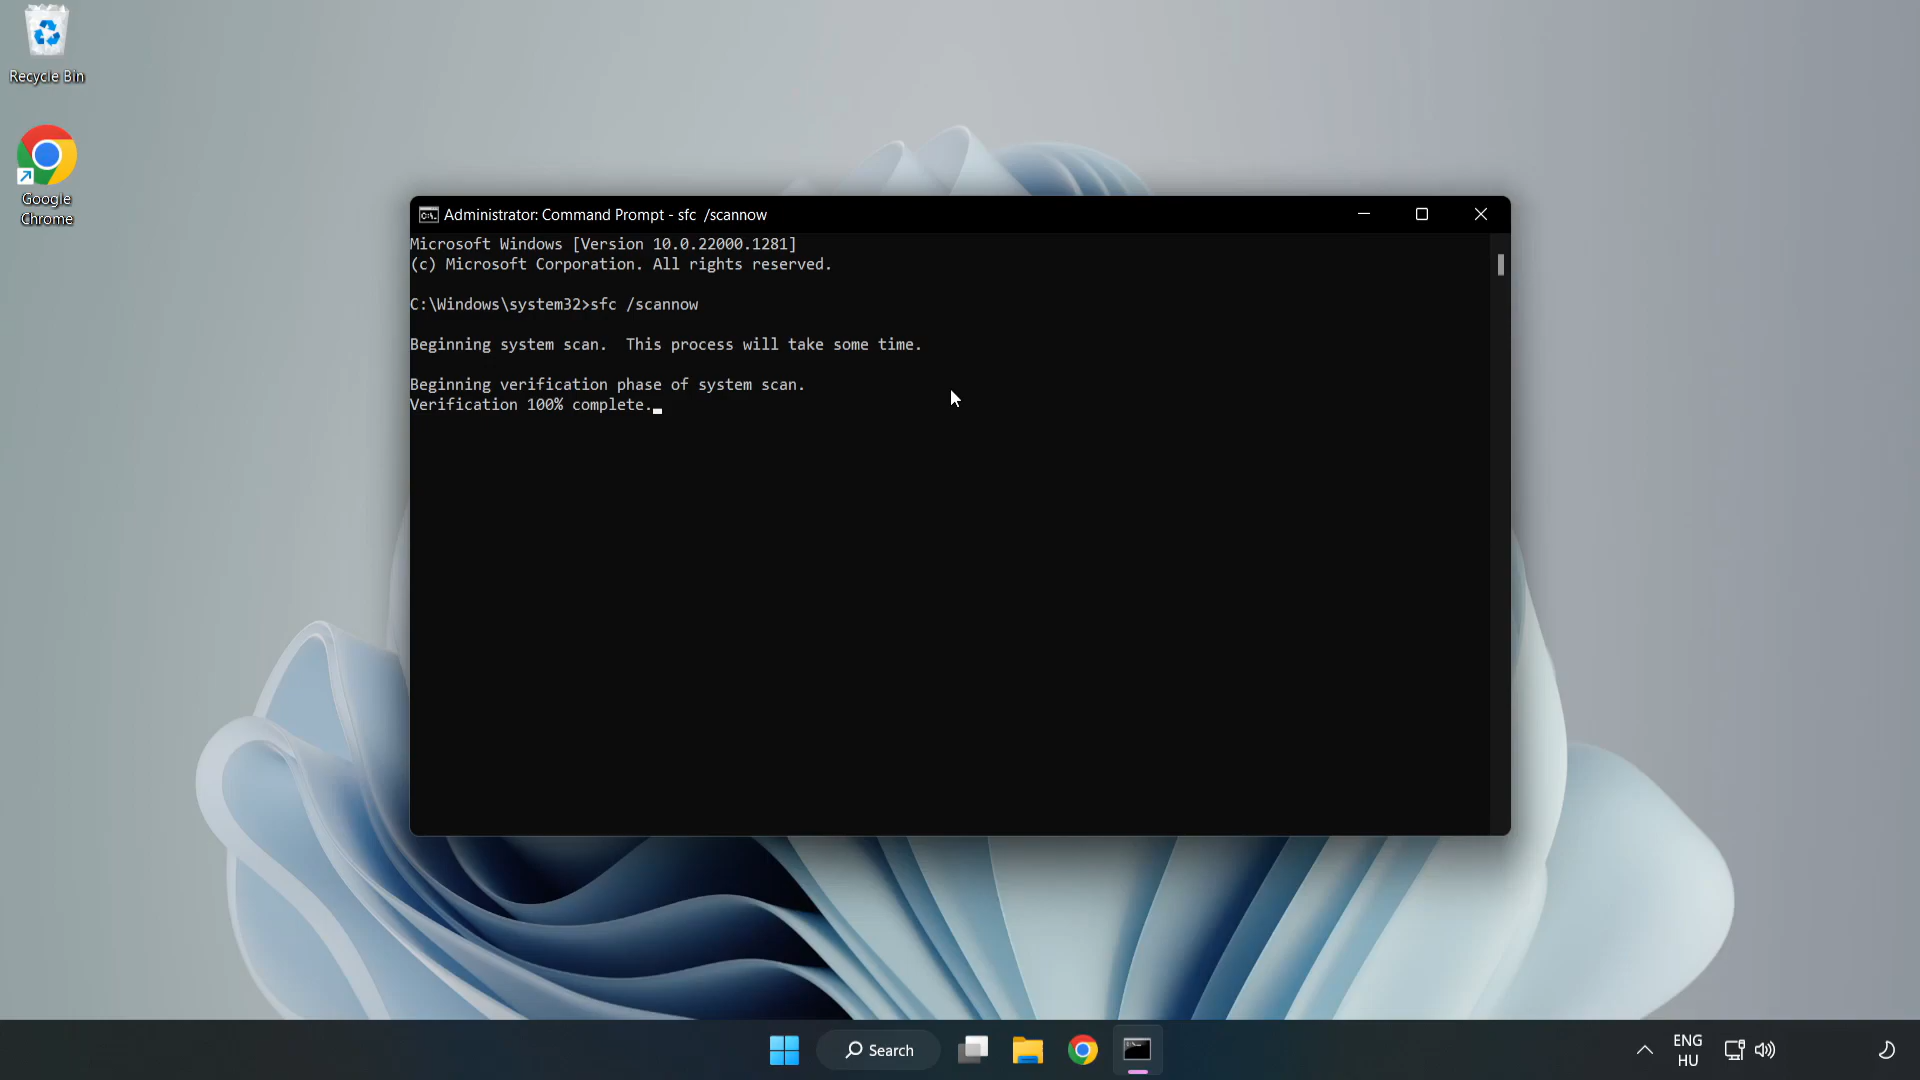 Recycle Bin
Google
Chrome
Administrator: Command Prompt - sfc  /scannow
Microsoft Windows [Version 10.0.22000.1281]
(c) Microsoft Corporation. All rights reserved.
C:\Windows\system32>sfc /scannow
Beginning system scan.  This process will take some time.
Beginning verification phase of system scan.
Verification 100% complete.
Search
ENG
HU